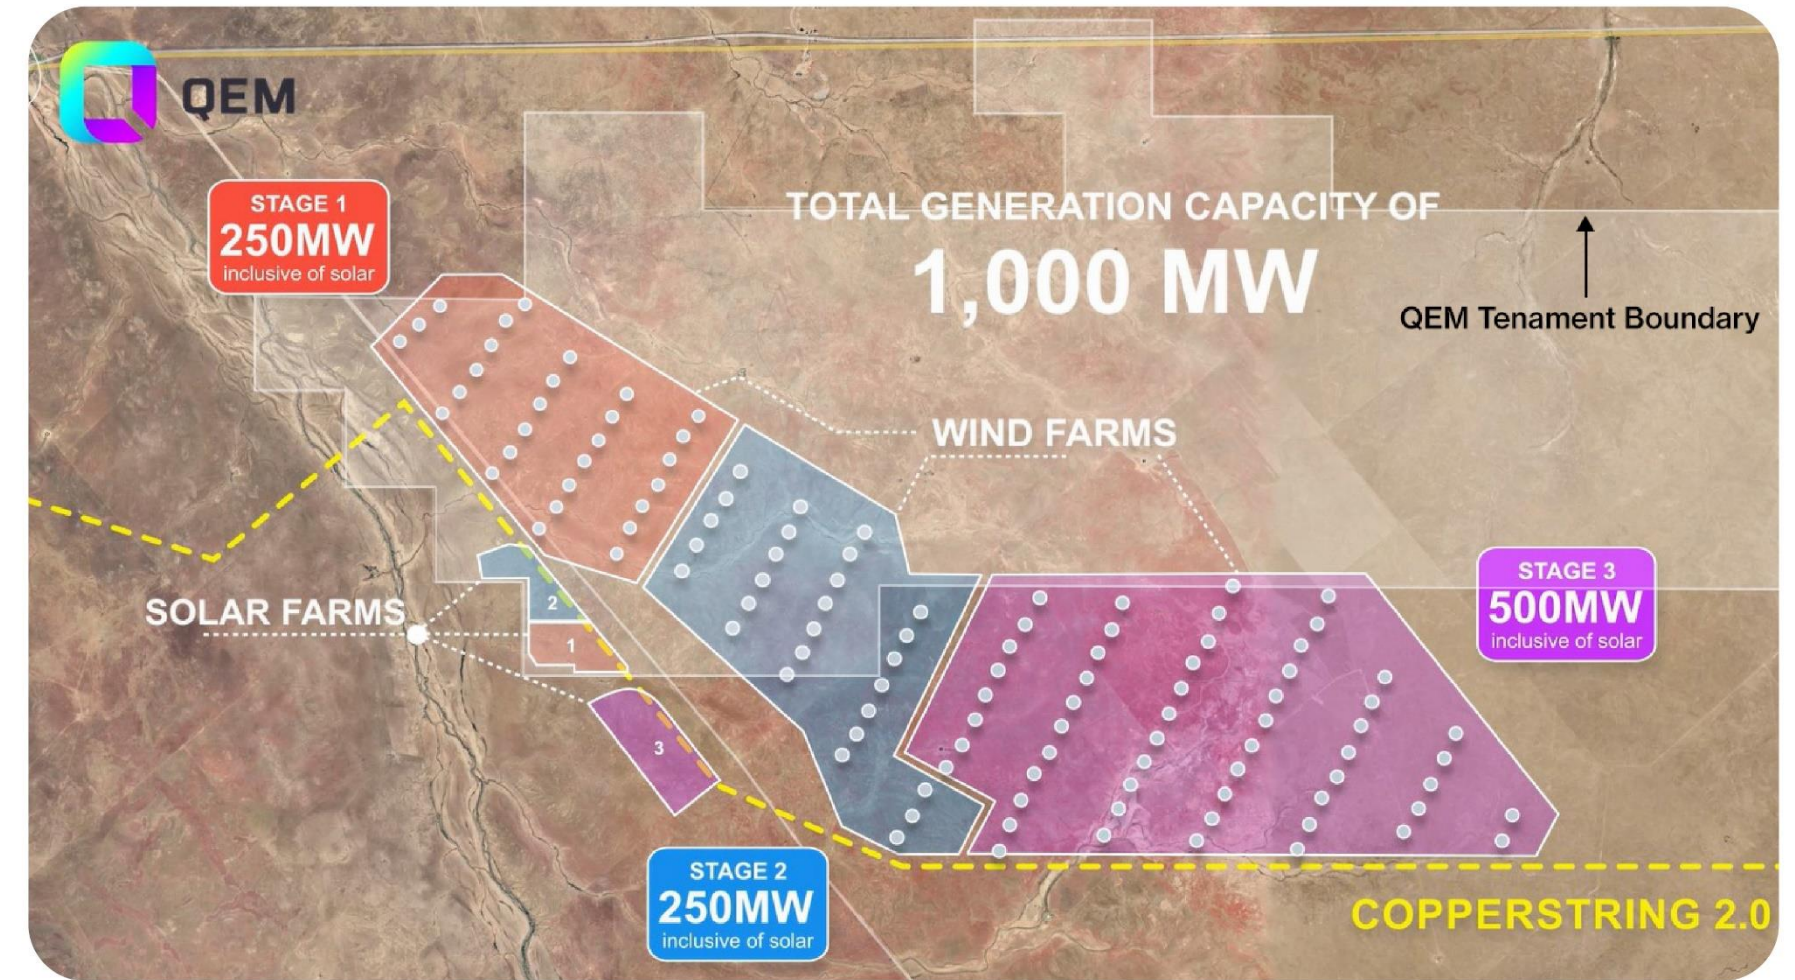 QEM
STAGE 1
250MW
inclusive of solar
TOTAL GENERATION CAPACITY OF
1,000 MW
QEM Tenament Boundary
WIND FARMS
STAGE 3
500MW
inclusive of solar
SOLAR FARMS
2
1
3
STAGE 2
250MW
inclusive of solar
COPPERSTRING 2.0